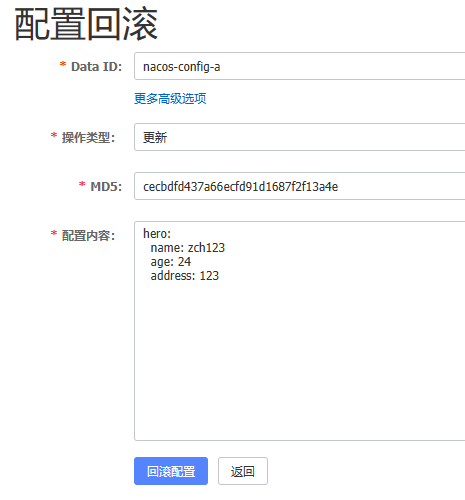 配置回滚
* Data ID: nacos-config-a
更多高级选项
* 操作类型: 更新
* MD5: cecbdfd437a66ecfd91d1687f2f13a4e
* 配置内容: hero:
name: zch123
age: 24
address: 123
回滚配置 返回